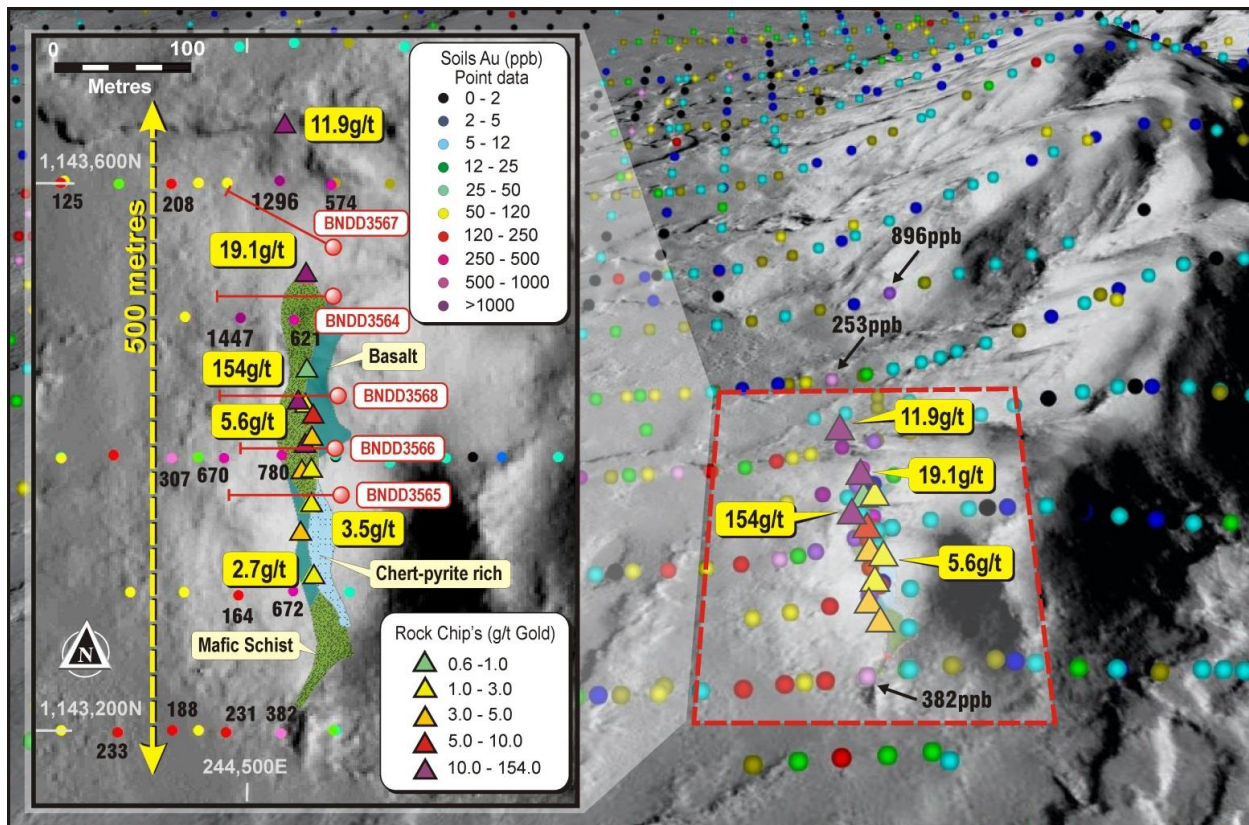 0 100
Metres
Soils Au (ppb)
Point data
0 - 2
2 - 5
5 - 12
12 - 25
25 - 50
50 - 120
120 - 250
250 - 500
500 - 1000
>1000
11.9g/t
1,143,600N
125
208
1296
574
BNDD3567
19.1g/t
500 metres
BNDD3564
1447
621
Basalt
154g/t
BNDD3568
5.6g/t
BNDD3566
307
670
780
BNDD3565
3.5g/t
2.7g/t
Chert-pyrite rich
164
672
Mafic Schist
N
Rock Chip's (g/t Gold)
0.6 -1.0
1.0 - 3.0
3.0 - 5.0
5.0 - 10.0
10.0 - 154.0
1,143,200N
188
231
382
233
244,500E
896ppb
253ppb
11.9g/t
19.1g/t
154g/t
5.6g/t
382ppb